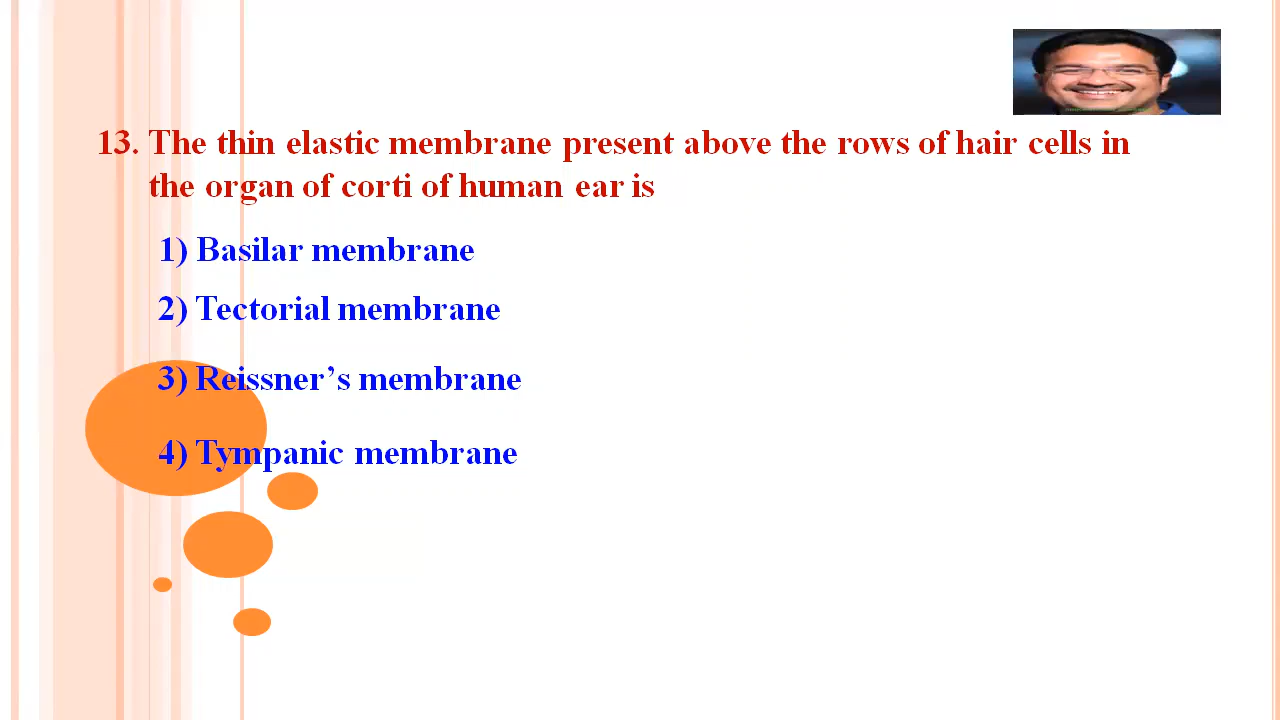 13. The thin elastic membrane present above the rows of hair cells in
the organ of corti of human ear is
1) Basilar membrane
2) Tectorial membrane
3) Reissner’s membrane
4) Tympanic membrane